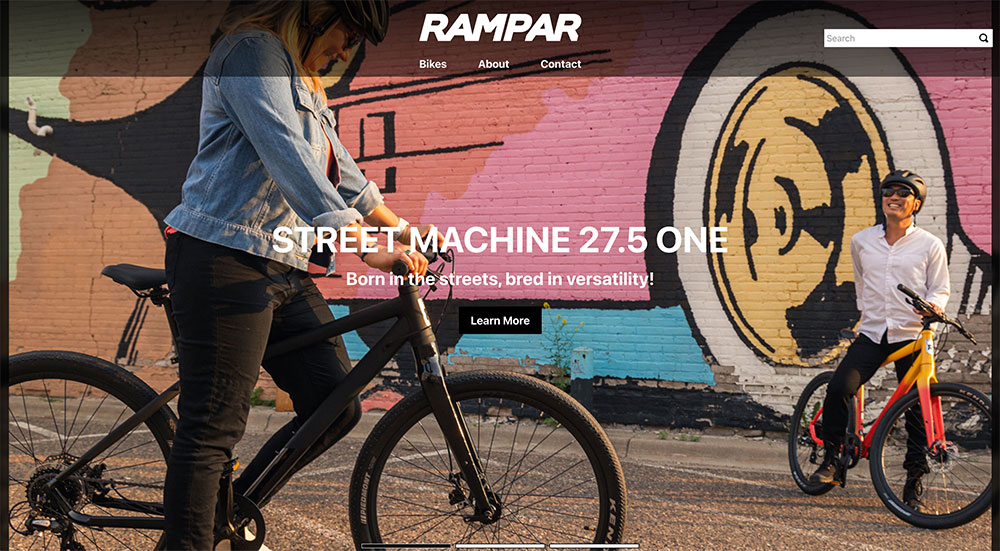 RAMPAR
Search
Bikes About Contact
STREET MACHINE 27.5 ONE
Born in the streets, bred in versatility!
Learn More